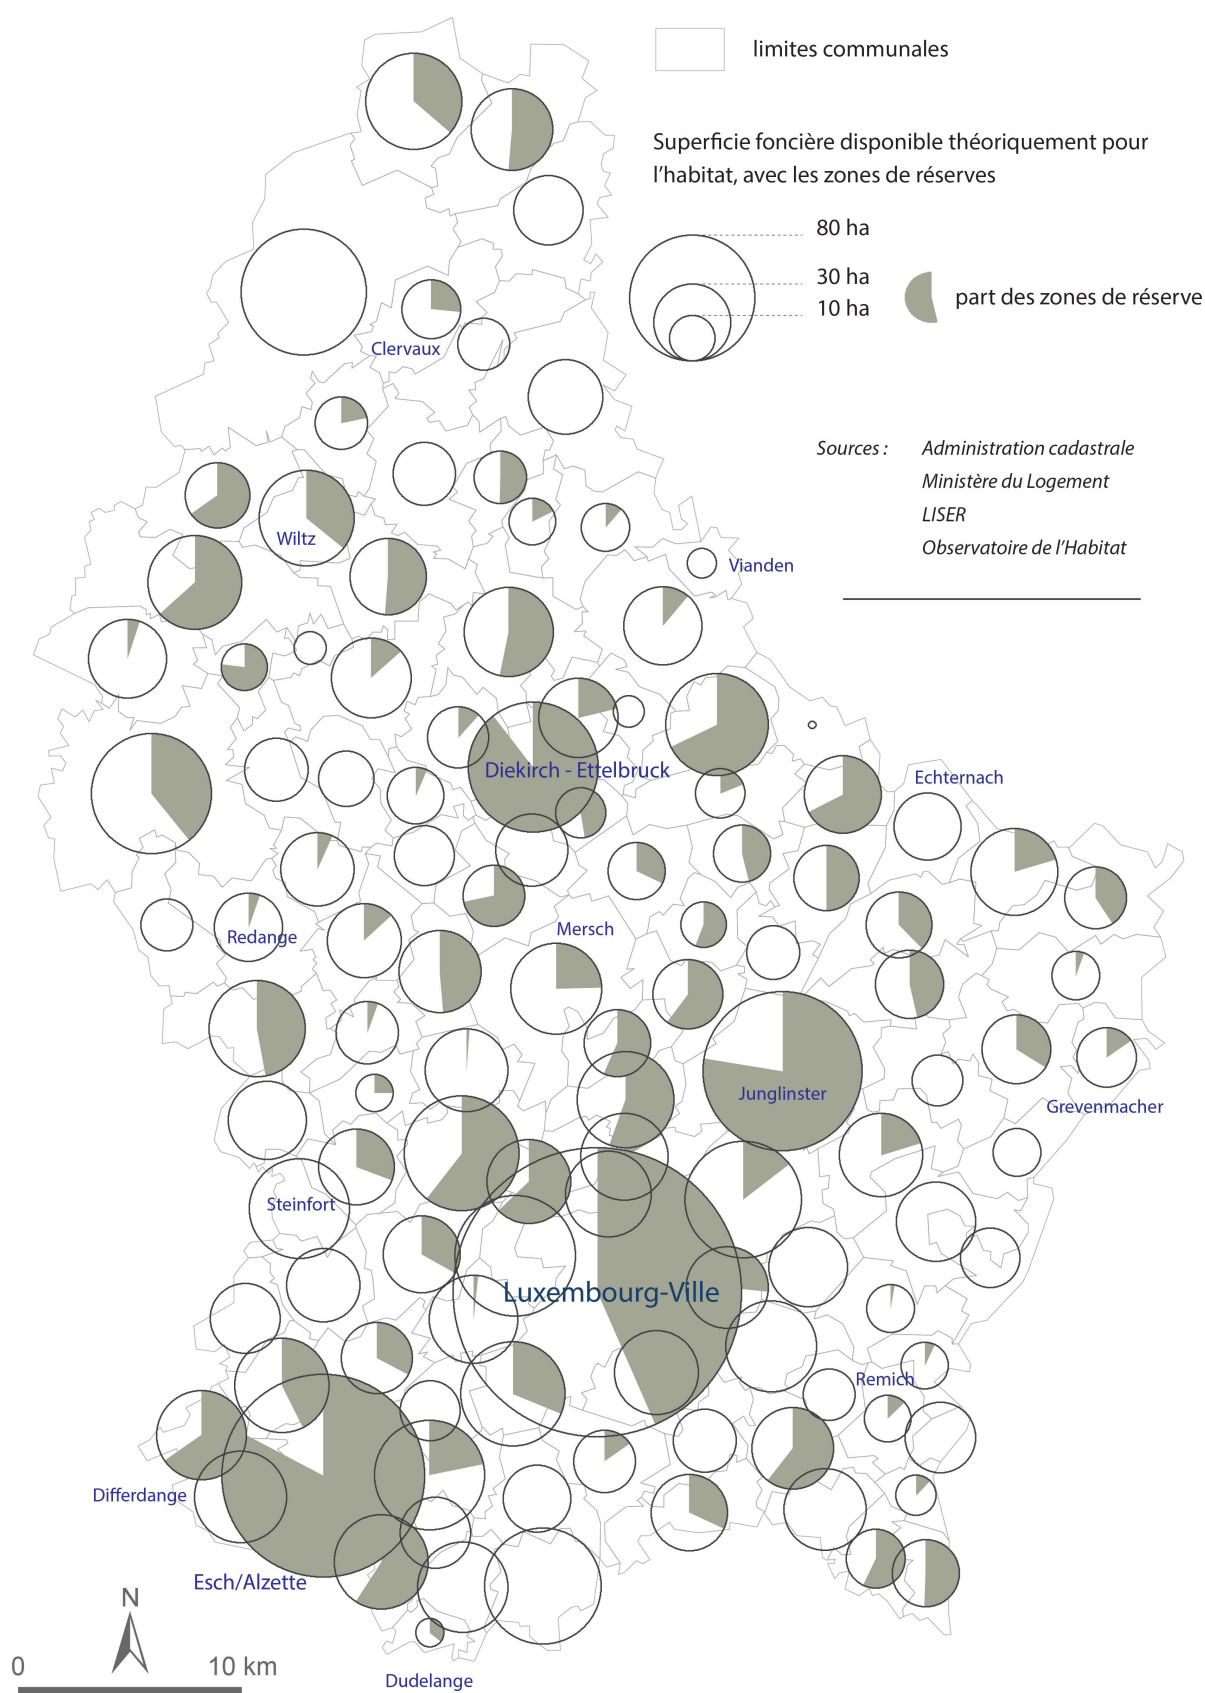 limites communales
Superficie foncière disponible théoriquement pour
l'habitat, avec les zones de réserves
80 ha
30 ha
10 ha
part des zones de réserve
Clervaux
Sources : Administration cadastrale
Ministère du Logement
LISER
Observatoire de l'Habitat
Wiltz
Vianden
Diekirch - Ettelbruck
Echternach
Mersch
Redange
Junglinster
Grevenmacher
Steinfort
Luxembourg-Ville
Remich
Differdange
Esch/Alzette
N
0 10 km
Dudelange